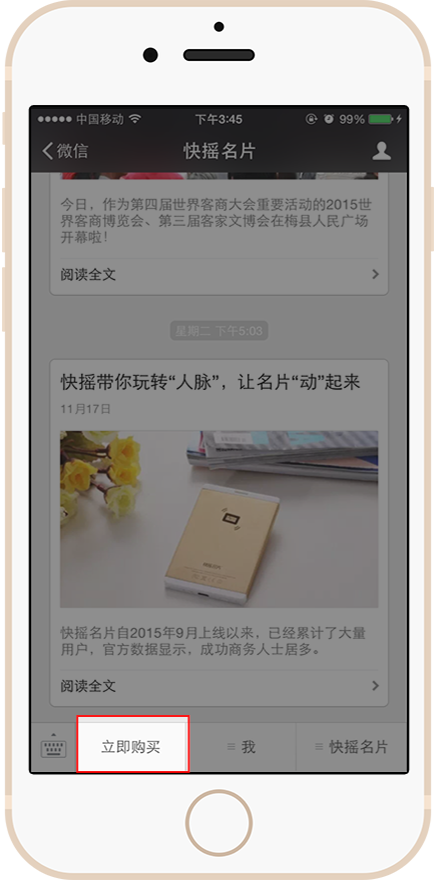 中国移动 下午3:45 99%
微信 快摇名片
今日，作为第四届世界客商大会重要活动的2015世
界客商博览会、第三届客家文博会在梅县人民广场
开幕啦！
阅读全文
星期二 下午5:03
快摇带你玩转“人脉”，让名片“动”起来
11月17日
快摇名片自2015年9月上线以来，已经累计了大量
用户，官方数据显示，成功商务人士居多。
阅读全文
立即购买 我 快摇名片